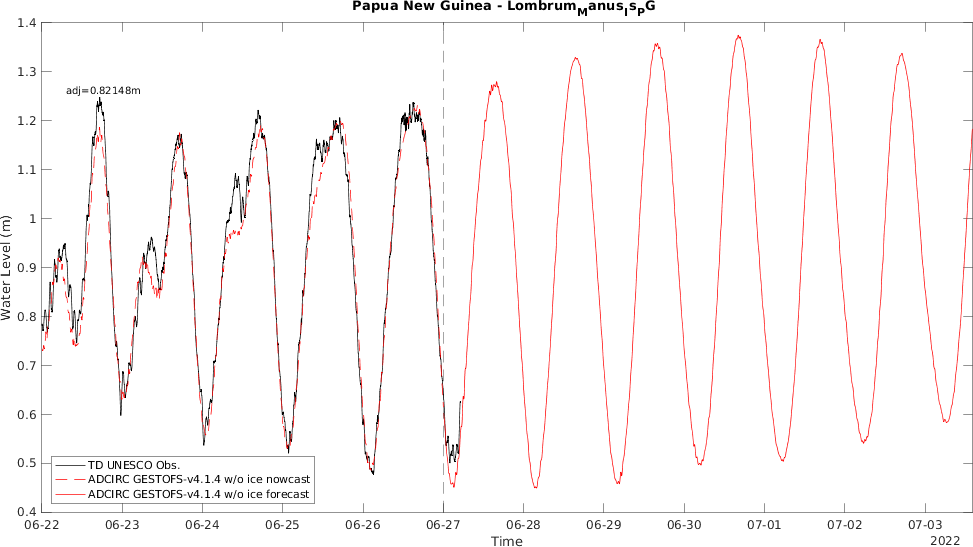 Papua New Guinea - Lombrum_Manus_Is_PG
adj=0.82148m
1.4
1.3
1.2
1.1
1
0.9
0.8
0.7
0.6
0.5
0.4
Water Level (m)
TD UNESCO Obs.
ADCIRC GESTOFS-v4.1.4 w/o ice nowcast
ADCIRC GESTOFS-v4.1.4 w/o ice forecast
06-22 06-23 06-24 06-25 06-26 06-27 06-28 06-29 06-30 07-01 07-02 07-03
Time
2022